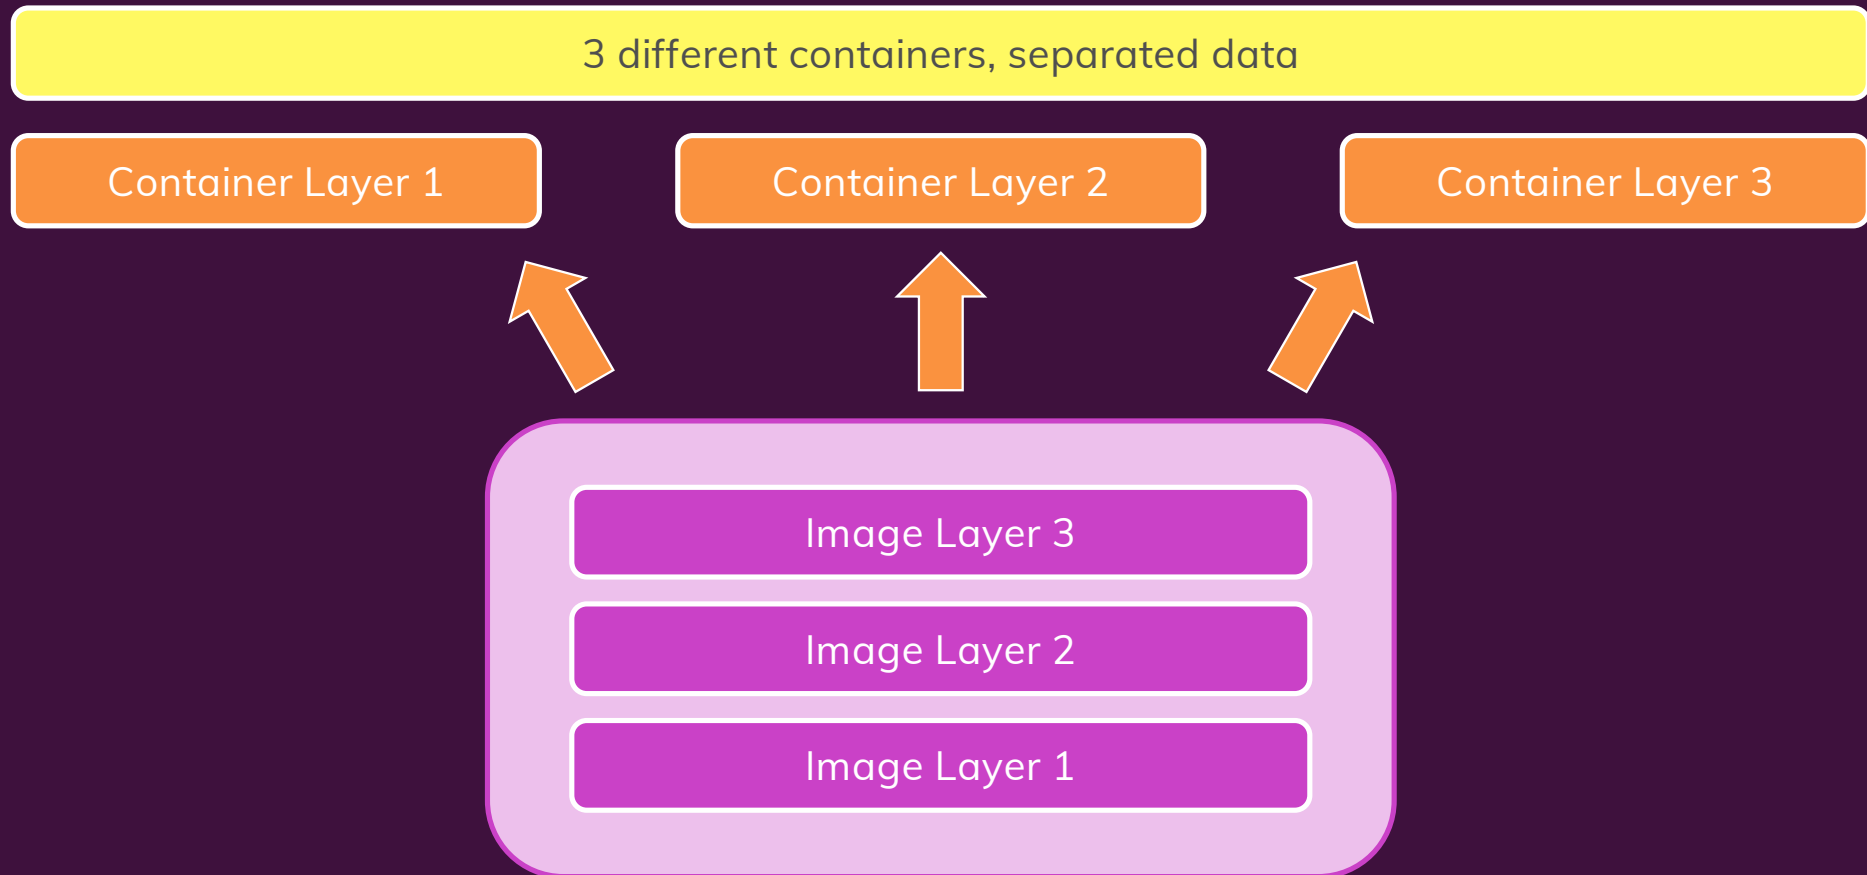 3 different containers, separated data
Container Layer 1
Container Layer 2
Container Layer 3
Image Layer 3
Image Layer 2
Image Layer 1